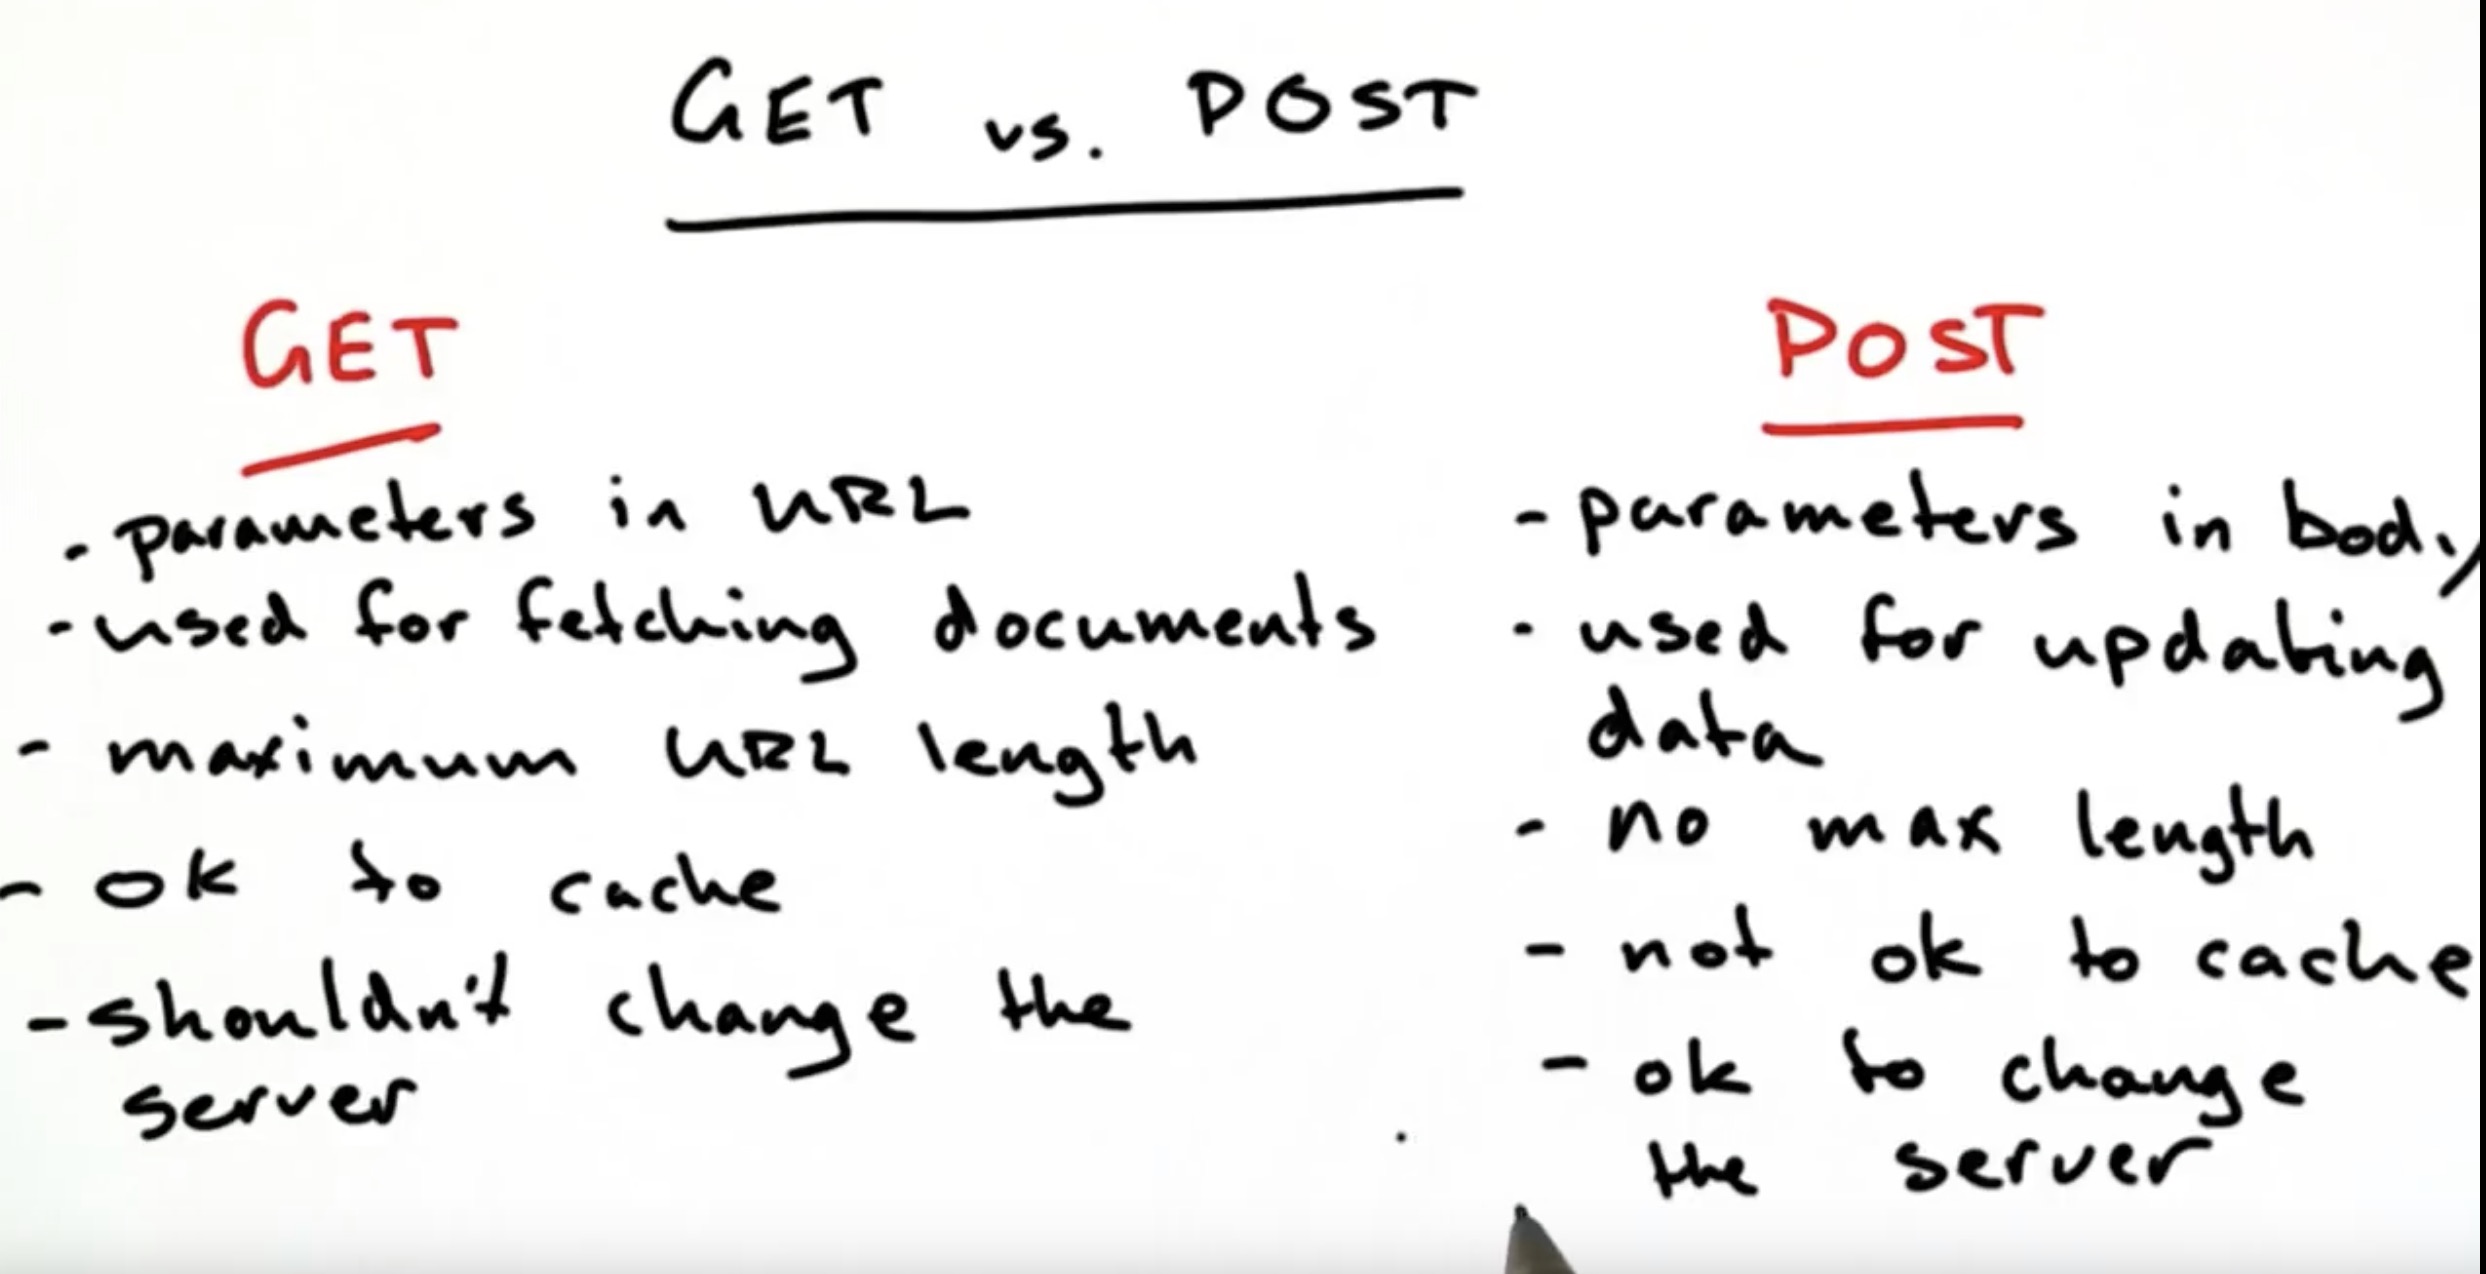 GET vs. POST
GET
- parameters in URL
- used for fetching documents
- maximum URL length
- ok to cache
- shouldn't change the
server
POST
- parameters in body
- used for updating
data
- no max length
- not ok to cache
- ok to change
the server